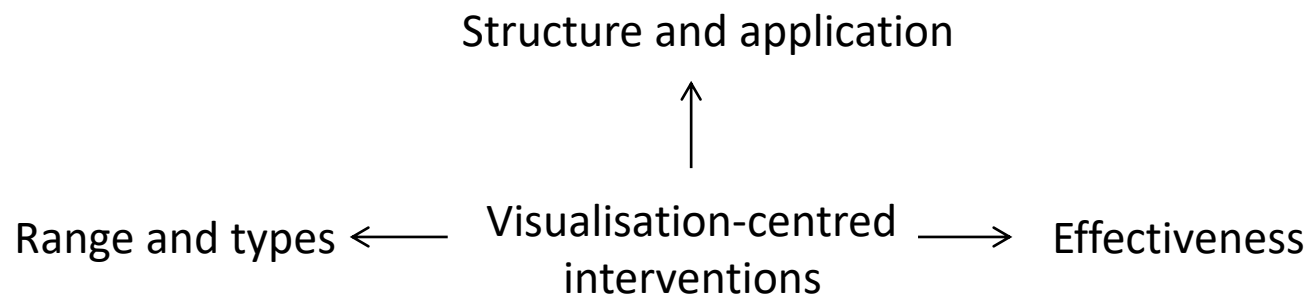 Structure and application
Range and types
Visualisation-centred
interventions
Effectiveness